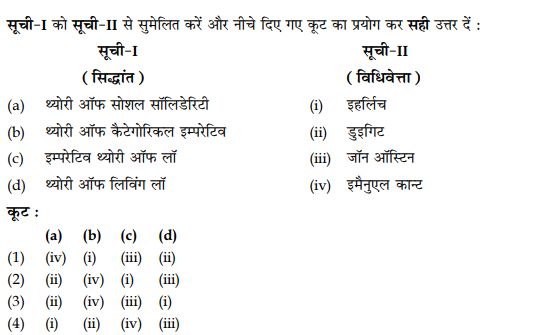 सूची-I को सूची-II से सुमेलित करें और नीचे दिए गए कूट का प्रयोग कर सही उत्तर दें :
सूची-I सूची-II
( सिद्धांत ) ( विधिवेत्ता )
(a) थ्योरी ऑफ सोशल सॉलिडेरिटी (i) इहर्लिच
(b) थ्योरी ऑफ कैटेगोरिकल इम्परेटिव (ii) डुइगिट
(c) इम्परेटिव थ्योरी ऑफ लॉ (iii) जॉन ऑस्टिन
(d) थ्योरी ऑफ लिविंग लॉ (iv) इमैनुएल कान्ट
कूट :
(a) (b) (c) (d)
(1) (iv) (i) (iii) (ii)
(2) (ii) (iv) (i) (iii)
(3) (ii) (iv) (iii) (i)
(4) (i) (ii) (iv) (iii)